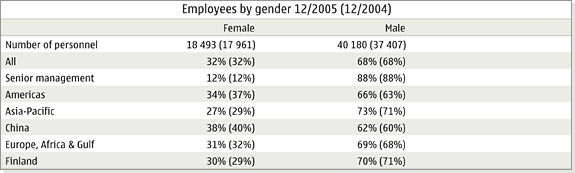 Employees by gender 12/2005 (12/2004)
Female Male
Number of personnel 18 493 (17 961) 40 180 (37 407)
All 32% (32%) 68% (68%)
Senior management 12% (12%) 88% (88%)
Americas 34% (37%) 66% (63%)
Asia-Pacific 27% (29%) 73% (71%)
China 38% (40%) 62% (60%)
Europe, Africa & Gulf 31% (32%) 69% (68%)
Finland 30% (29%) 70% (71%)